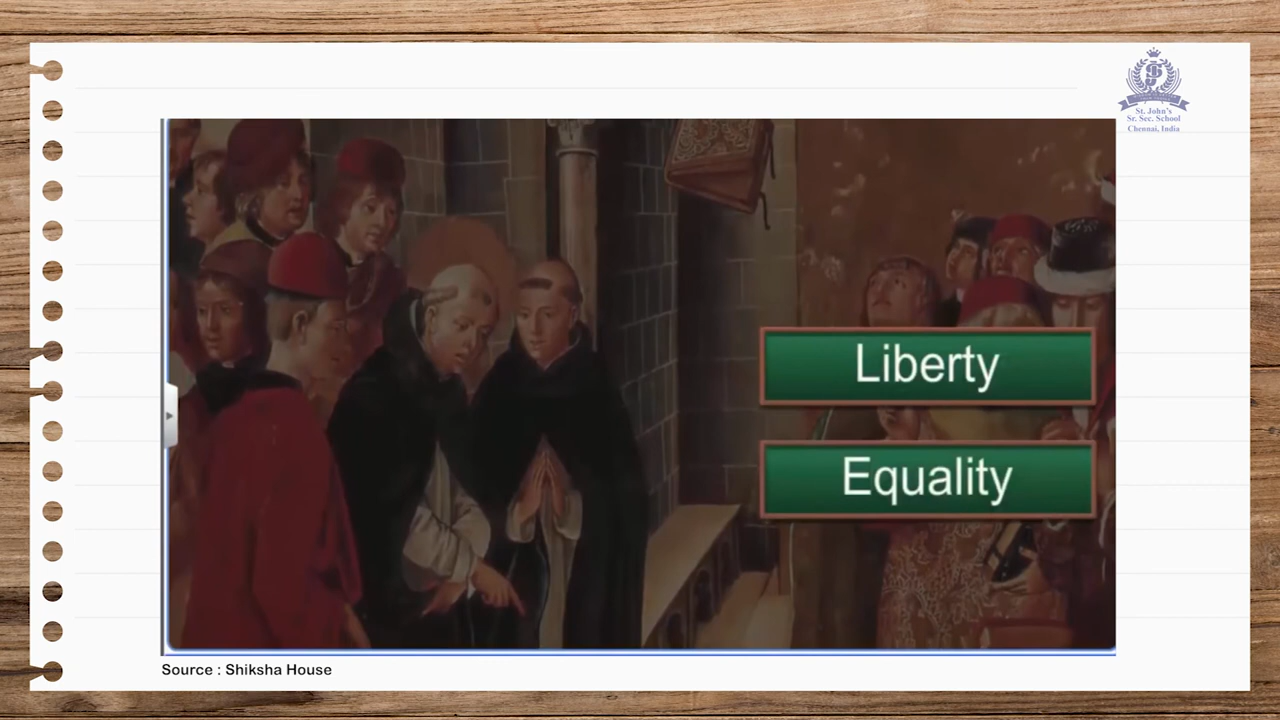 St. John's
Sr. Sec. School
Chennai, India
Liberty
Equality
Source : Shiksha House